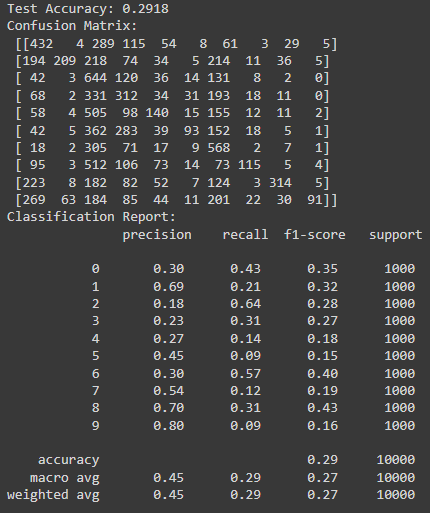 Test Accuracy: 0.2918
Confusion Matrix:
[[432 4 289 115 54 8 61 3 29 5]
[194 209 218 74 34 5 214 11 36 5]
[ 42 3 644 120 36 14 131 8 2 0]
[ 68 2 331 312 34 31 193 18 11 0]
[ 58 4 505 98 140 15 155 12 11 2]
[ 42 5 362 283 39 93 152 18 5 1]
[ 18 2 305 71 17 9 568 2 7 1]
[ 95 3 512 106 73 14 73 115 5 4]
[223 8 182 82 52 7 124 3 314 5]
[269 63 184 85 44 11 201 22 30 91]]
Classification Report:
precision recall f1-score support
0 0.30 0.43 0.35 1000
1 0.69 0.21 0.32 1000
2 0.18 0.64 0.28 1000
3 0.23 0.31 0.27 1000
4 0.27 0.14 0.18 1000
5 0.45 0.09 0.15 1000
6 0.30 0.57 0.40 1000
7 0.54 0.12 0.19 1000
8 0.70 0.31 0.43 1000
9 0.80 0.09 0.16 1000
accuracy 0.29 10000
macro avg 0.45 0.29 0.27 10000
weighted avg 0.45 0.29 0.27 10000